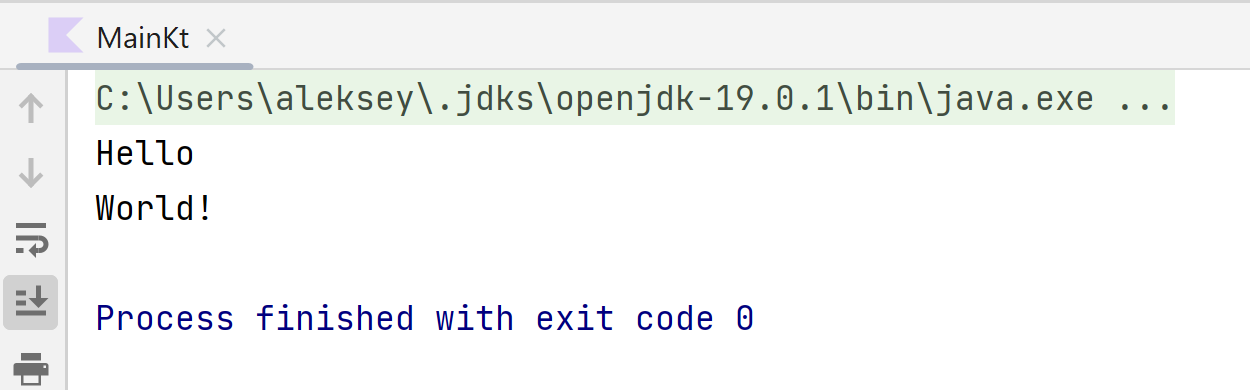 MainKt
C:\Users\aleksey\.jdks\openjdk-19.0.1\bin\java.exe ...
Hello
World!
Process finished with exit code 0